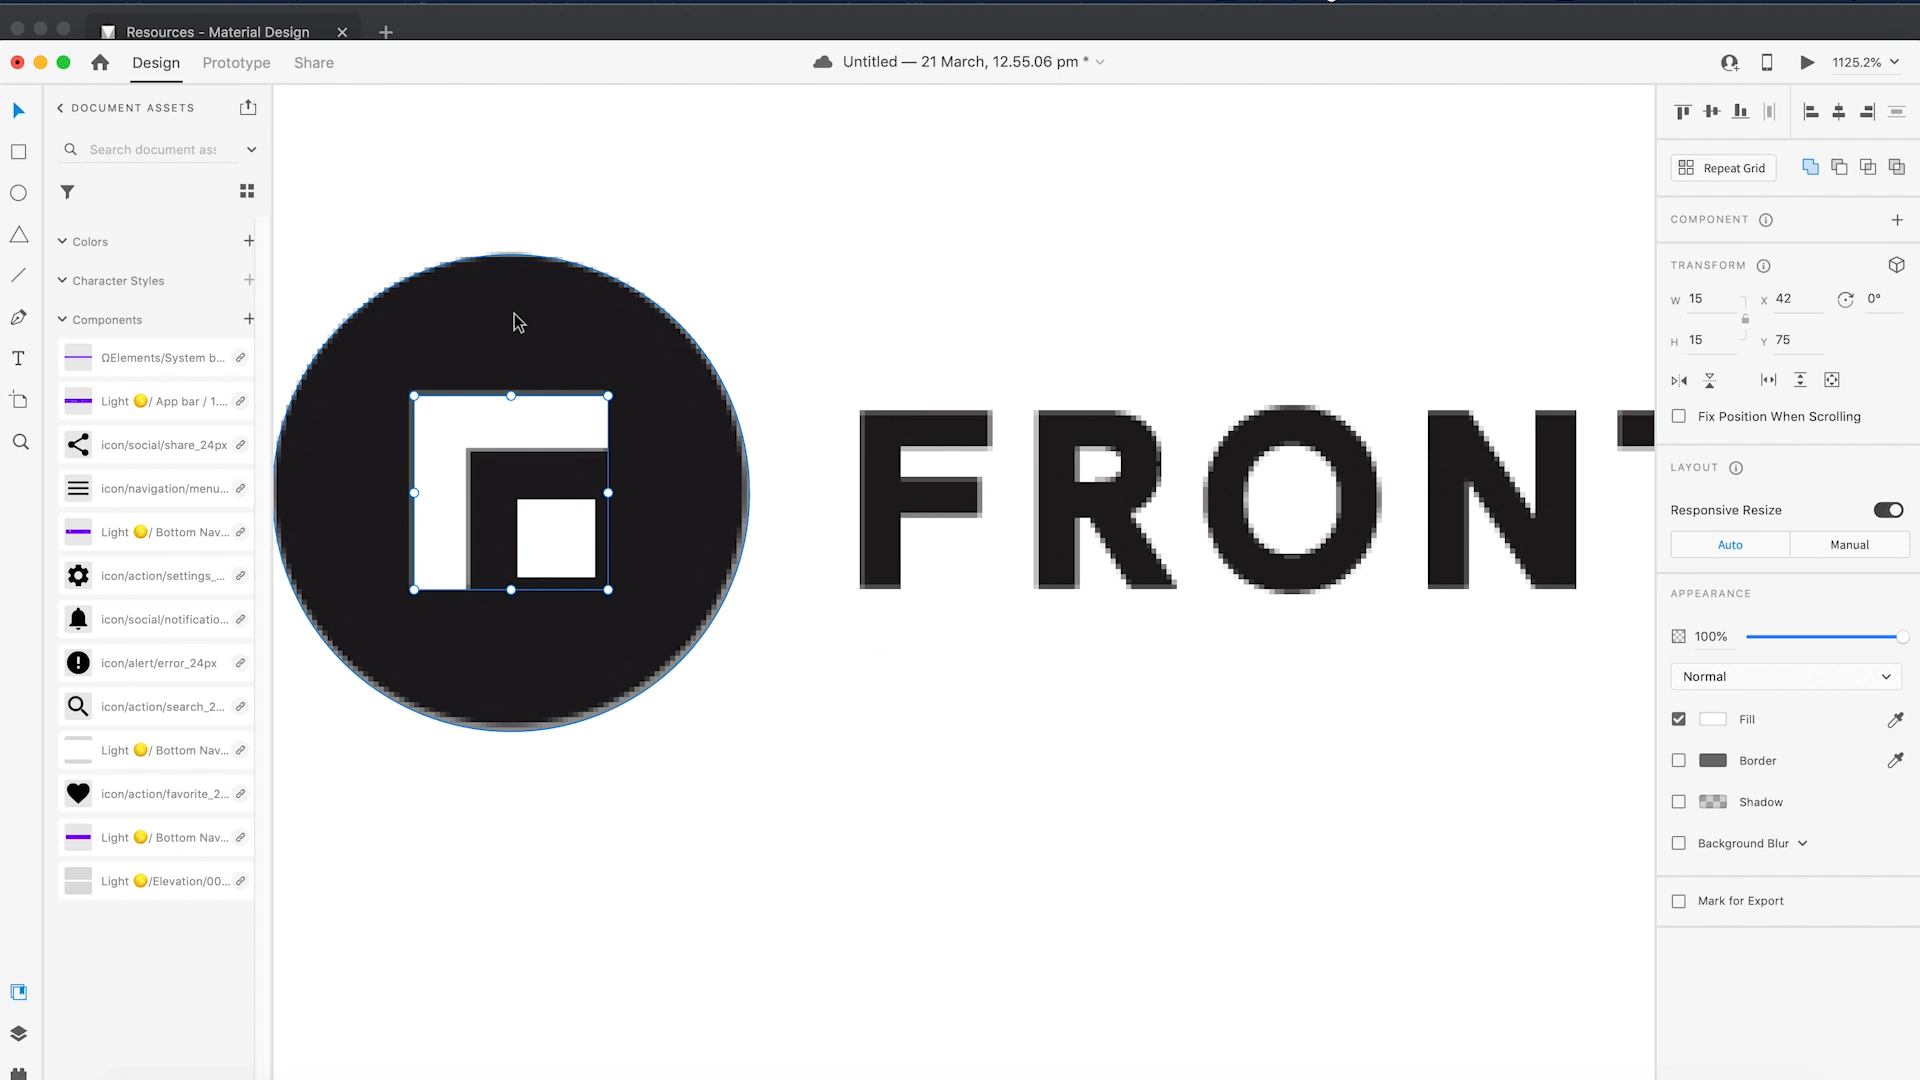 Resources - Material Design
Design
Prototype
Share
Untitled — 21 March, 12.55.06 pm *
1125.2%
DOCUMENT ASSETS
Search document ass
Colors
Character Styles
Components
ΩElements/System b...
Light 🟡/ App bar / 1....
icon/social/share_24px
icon/navigation/menu...
Light 🟡/ Bottom Nav...
icon/action/settings_...
icon/social/notificatio...
icon/alert/error_24px
icon/action/search_2...
Light 🟡/ Bottom Nav...
icon/action/favorite_2...
Light 🟡/ Bottom Nav...
Light 🟡/Elevation/00...
FRONT
Repeat Grid
COMPONENT
TRANSFORM
W 15 X 42 0°
H 15 Y 75
Fix Position When Scrolling
LAYOUT
Responsive Resize
Auto Manual
APPEARANCE
100%
Normal
Fill
Border
Shadow
Background Blur
Mark for Export